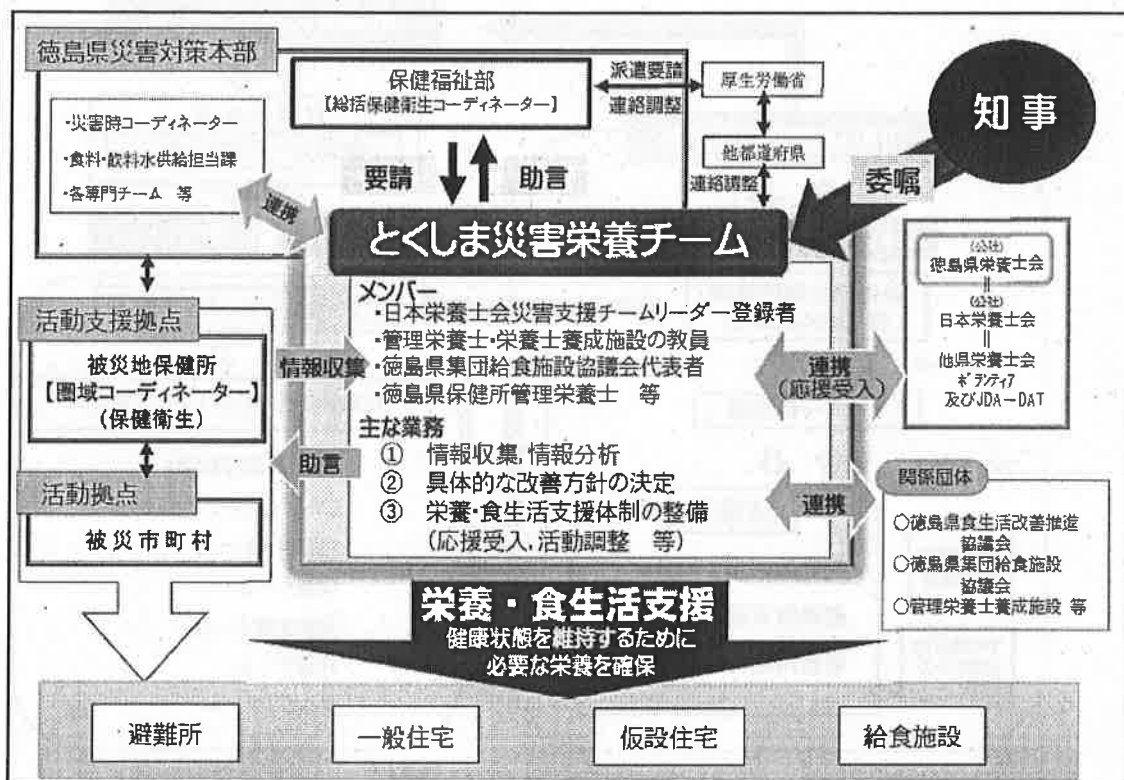 徳島県災害対策本部
・災害時コーディネーター
・食料・飲料水供給担当課
・各専門チーム 等
保健福祉部
【総括保健衛生コーディネーター】
派遣要請
連絡調整
厚生労働省
他都道府県
連絡調整
知事
委嘱
要請
助言
連携
とくしま災害栄養チーム
メンバー
・日本栄養士会災害支援チームリーダー登録者
・管理栄養士・栄養士養成施設の教員
・徳島県集団給食施設協議会代表者
・徳島県保健所管理栄養士 等
主な業務
① 情報収集,情報分析
② 具体的な改善方針の決定
③ 栄養・食生活支援体制の整備
(応援受入,活動調整 等)
活動支援拠点
被災地保健所
【圏域コーディネーター】
(保健衛生)
情報収集
助言
活動拠点
被災市町村
連携
(応援受入)
(公社)
徳島県栄養士会
||
(公社)
日本栄養士会
||
他県栄養士会
ボランティア
及びJDA-DAT
連携
関係団体
○徳島県食生活改善推進
協議会
○徳島県集団給食施設
協議会
○管理栄養士養成施設 等
栄養・食生活支援
健康状態を維持するために
必要な栄養を確保
避難所
一般住宅
仮設住宅
給食施設